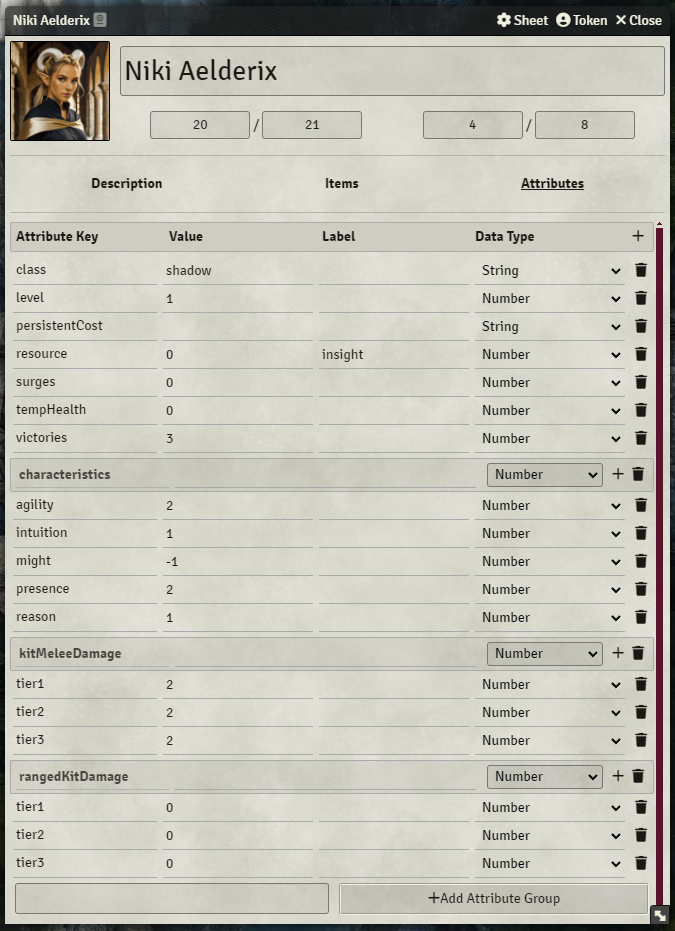 Niki Aelderix Sheet Token Close
Niki Aelderix
20 / 21 4 / 8
Description Items Attributes
Attribute Key Value Label Data Type +
class shadow String
level 1 Number
persistentCost String
resource 0 insight Number
surges 0 Number
tempHealth 0 Number
victories 3 Number
characteristics Number +
agility 2 Number
intuition 1 Number
might -1 Number
presence 2 Number
reason 1 Number
kitMeleeDamage Number +
tier1 2 Number
tier2 2 Number
tier3 2 Number
rangedKitDamage Number +
tier1 0 Number
tier2 0 Number
tier3 0 Number
+Add Attribute Group